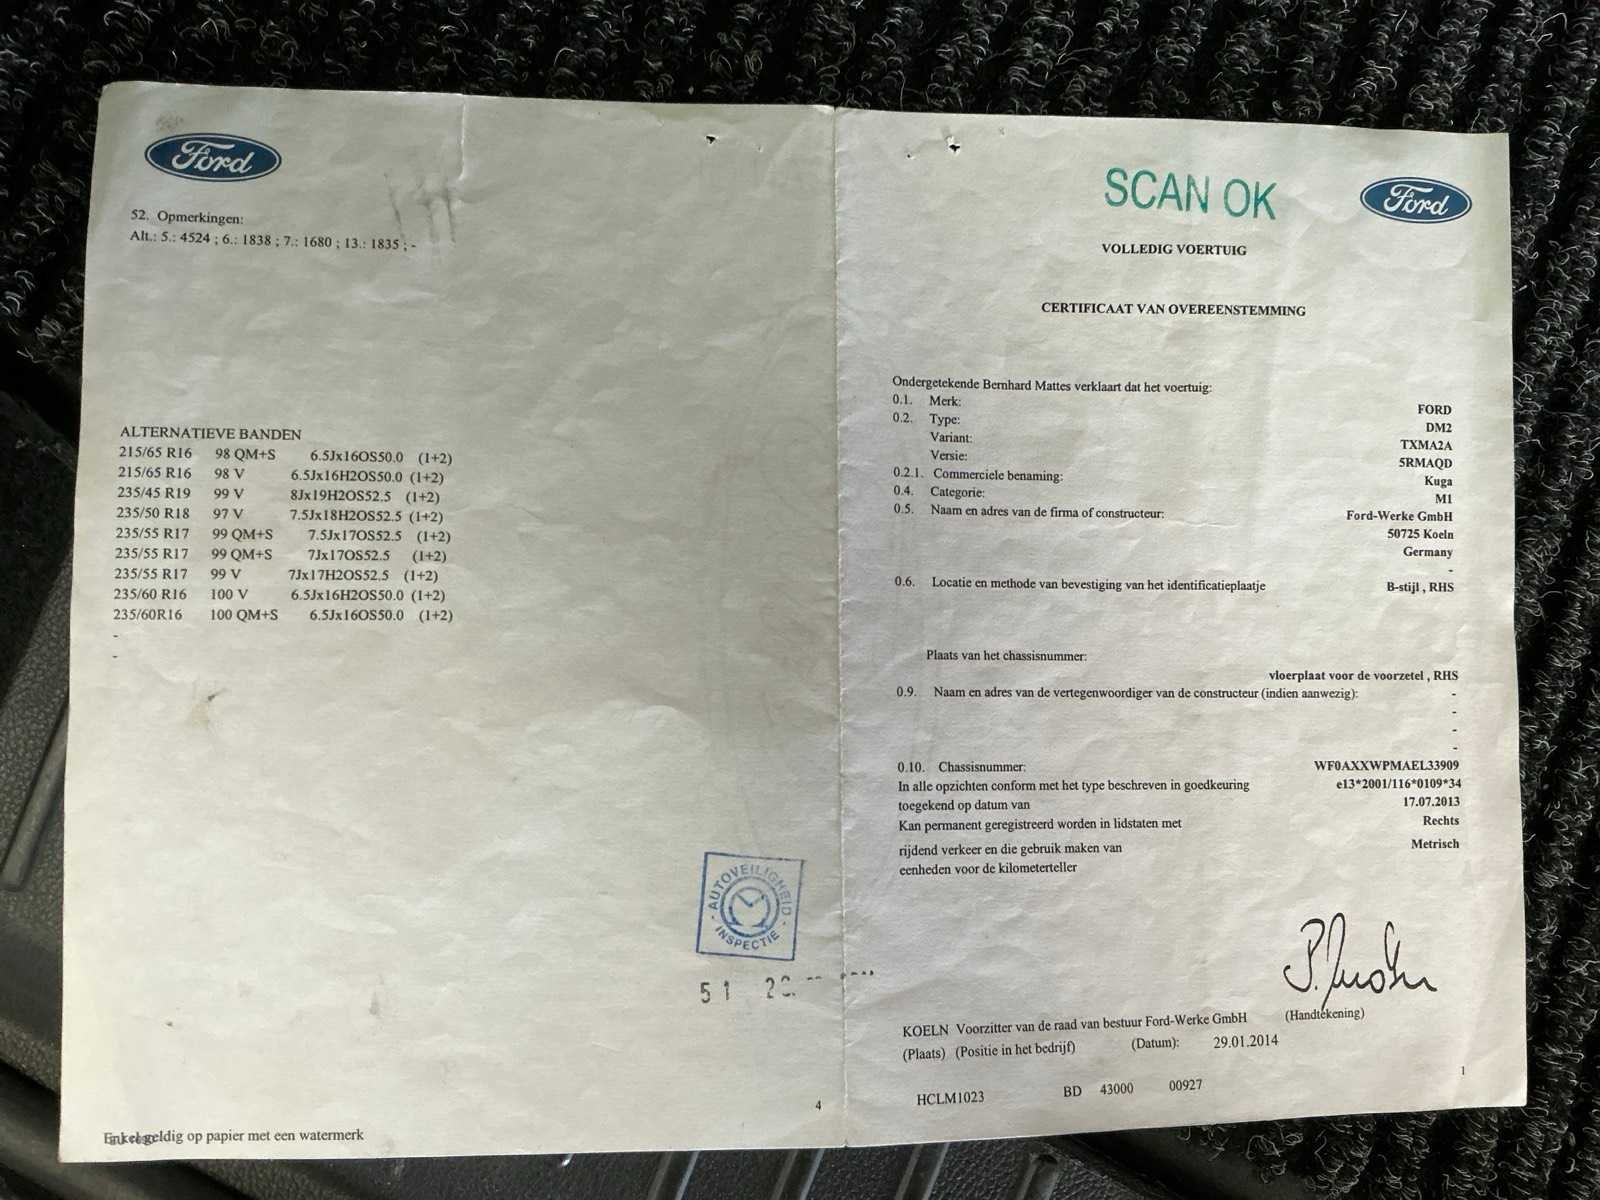 Ford
52. Opmerkingen:
Alt.: 5.: 4524 ; 6.: 1838 ; 7.: 1680 ; 13.: 1835 ; -
ALTERNATIEVE BANDEN
215/65 R16 98 QM+S 6.5Jx16OS50.0 (1+2)
215/65 R16 98 V 6.5Jx16H2OS50.0 (1+2)
235/45 R19 99 V 8Jx19H2OS52.5 (1+2)
235/50 R18 97 V 7.5Jx18H2OS52.5 (1+2)
235/55 R17 99 QM+S 7.5Jx17OS52.5 (1+2)
235/55 R17 99 QM+S 7Jx17OS52.5 (1+2)
235/55 R17 99 V 7Jx17H2OS52.5 (1+2)
235/60 R16 100 V 6.5Jx16H2OS50.0 (1+2)
235/60R16 100 QM+S 6.5Jx16OS50.0 (1+2)
-
-
AUTOVEILIGHEID
INSPECTIE
51
4
geldig op papier met een watermerk
SCAN OK
Ford
VOLLEDIG VOERTUIG
CERTIFICAAT VAN OVEREENSTEMMING
Ondergetekende Bernhard Mattes verklaart dat het voertuig:
0.1. Merk: FORD
0.2. Type: DM2
Variant: TXMA2A
Versie: 5RMAQD
0.2.1. Commerciele benaming: Kuga
0.4. Categorie: M1
0.5. Naam en adres van de firma of constructeur: Ford-Werke GmbH
50725 Koeln
Germany
-
0.6. Locatie en methode van bevestiging van het identificatieplaatje B-stijl , RHS
Plaats van het chassisnummer:
vloerplaat voor de voorzetel , RHS
0.9. Naam en adres van de vertegenwoordiger van de constructeur (indien aanwezig): -
-
-
-
0.10. Chassisnummer: WF0AXXWPMAEL33909
In alle opzichten conform met het type beschreven in goedkeuring e13*2001/116*0109*34
toegekend op datum van 17.07.2013
Kan permanent geregistreerd worden in lidstaten met Rechts
rijdend verkeer en die gebruik maken van Metrisch
eenheden voor de kilometerteller
KOELN Voorzitter van de raad van bestuur Ford-Werke GmbH (Handtekening)
(Plaats) (Positie in het bedrijf) (Datum): 29.01.2014
HCLM1023 BD 43000 00927
1